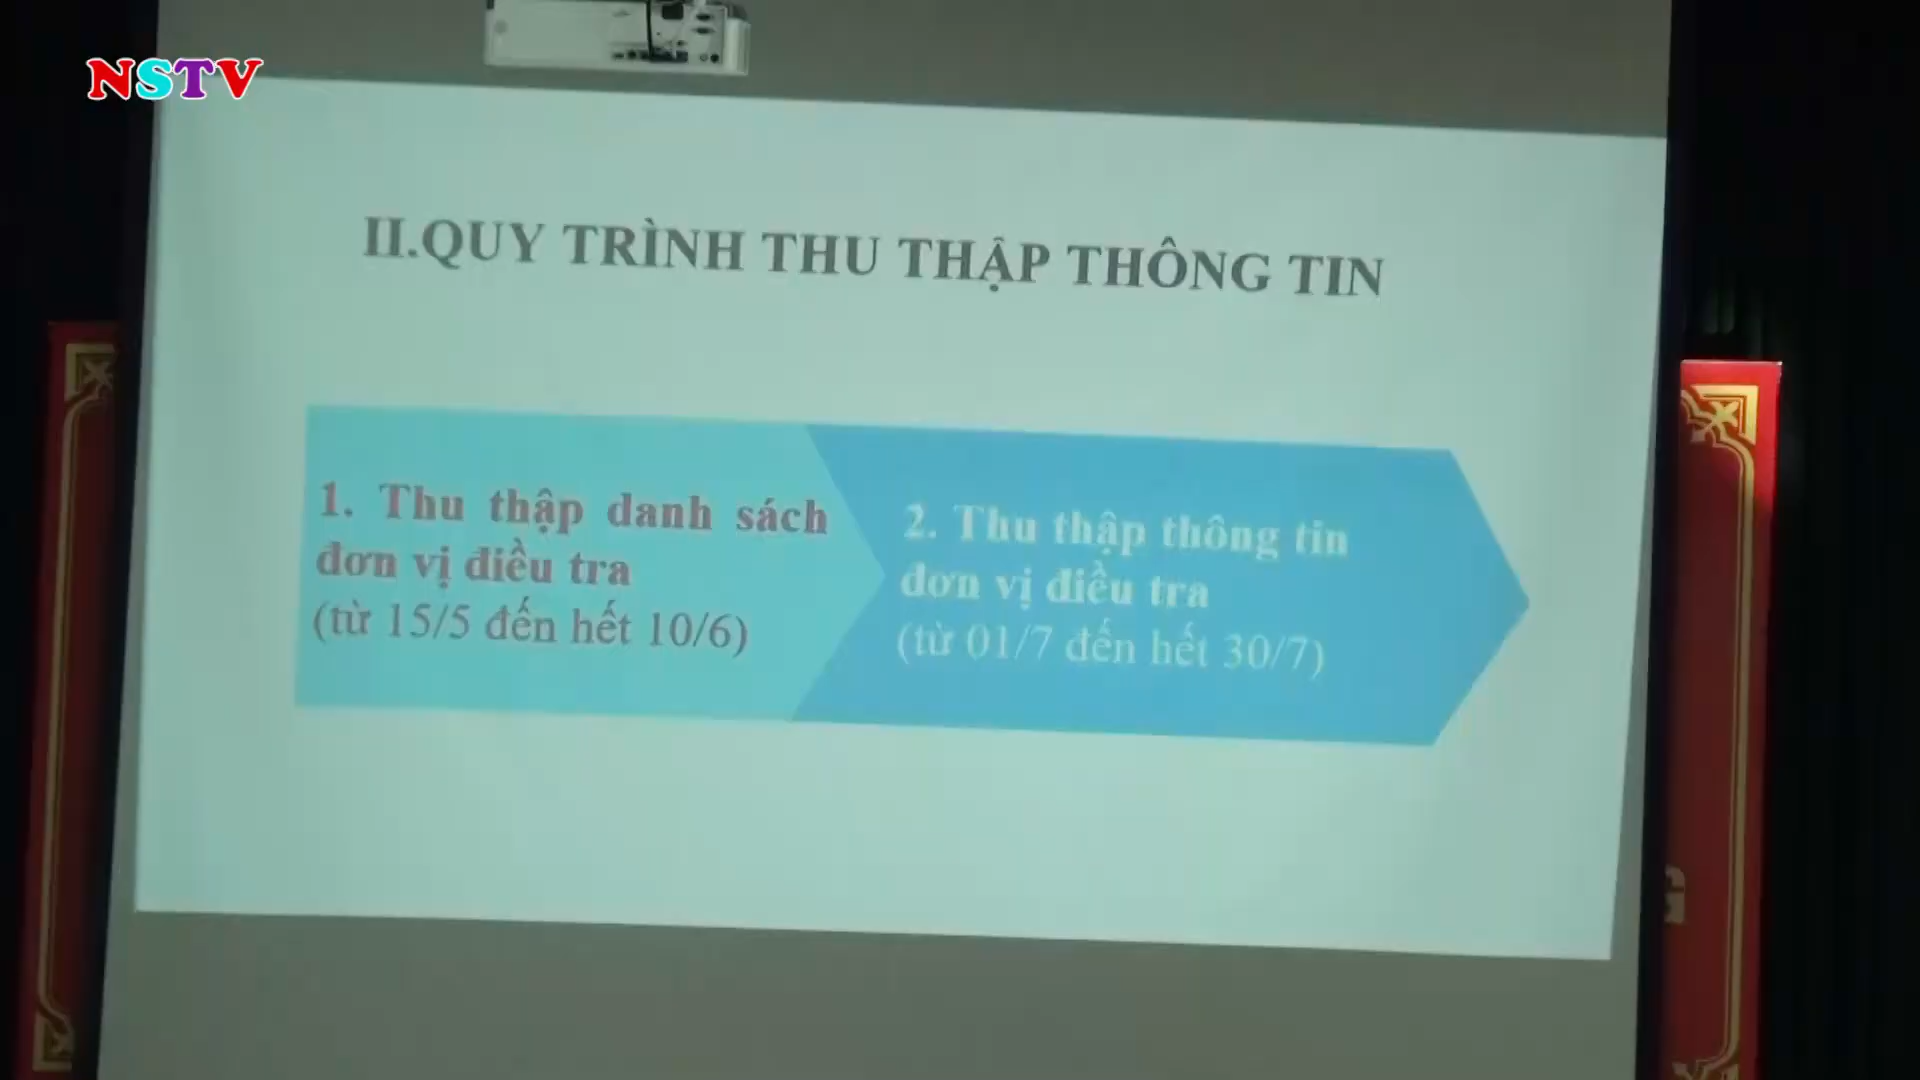 NSTV
II.QUY TRÌNH THU THẬP THÔNG TIN
1. Thu thập danh sách
đơn vị điều tra
(từ 15/5 đến hết 10/6)
2. Thu thập thông tin
đơn vị điều tra
(từ 01/7 đến hết 30/7)